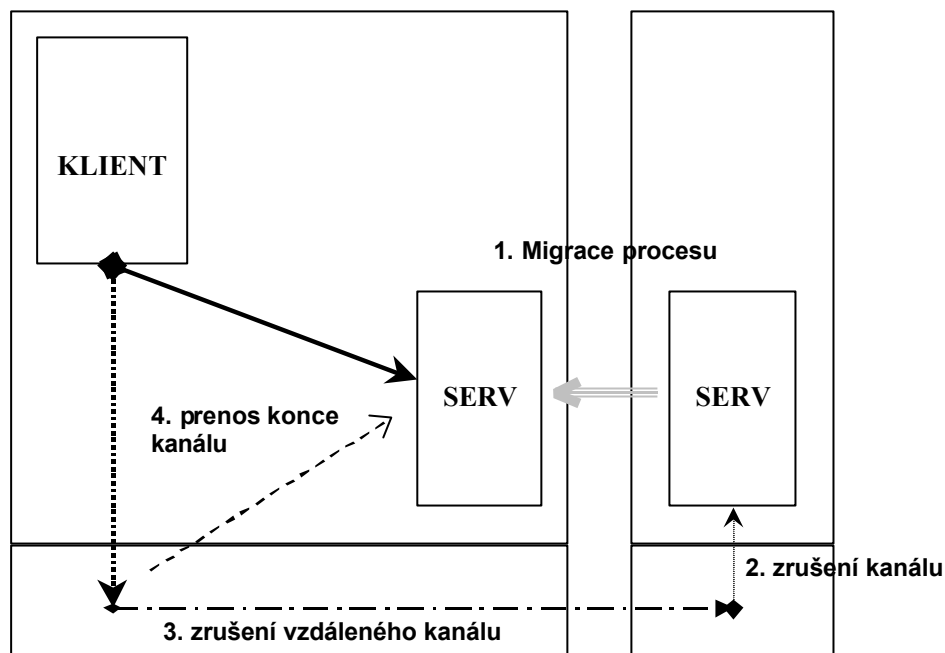 KLIENT
1. Migrace procesu
SERV
SERV
4. prenos konce
kanálu
2. zrušení kanálu
3. zrušení vzdáleného kanálu